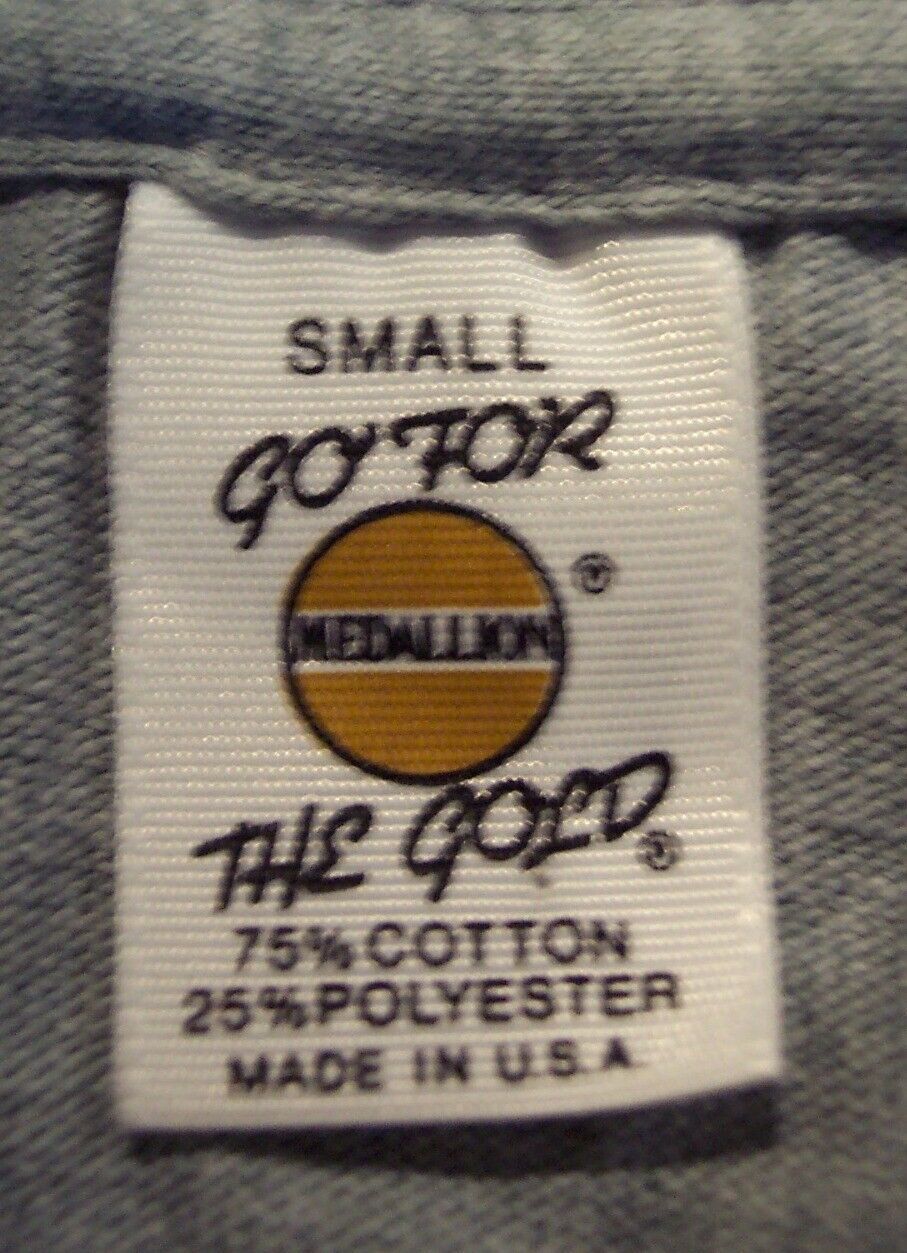 SMALL
GO FOR
MEDALLION ®
THE GOLD ®
75% COTTON
25% POLYESTER
MADE IN U.S.A.